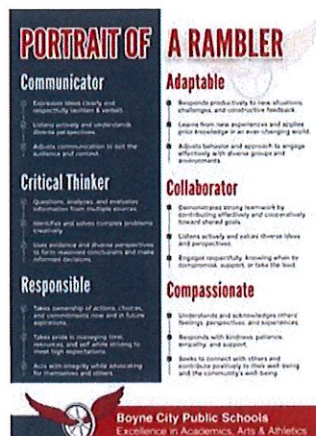 PORTRAIT OF A RAMBLER
Communicator
Expresses ideas clearly and
respectfully (written & verbal).
Listens actively and understands
diverse perspectives.
Adjusts communication to suit the
audience and context.
Critical Thinker
Questions, analyzes, and evaluates
information from multiple sources.
Identifies and solves complex problems
creatively.
Uses evidence and diverse perspectives
to form reasoned conclusions and make
informed decisions.
Responsible
Takes ownership of actions, choices,
and commitments now and in future
aspirations.
Takes pride in managing time,
resources, and self while striving to
meet high expectations.
Acts with integrity while advocating
for themselves and others.
Adaptable
Responds productively to new situations,
challenges, and constructive feedback.
Learns from new experiences and applies
prior knowledge in an ever-changing world.
Adjusts behavior and approach to engage
effectively with diverse groups and
environments.
Collaborator
Demonstrates strong teamwork by
contributing effectively and cooperatively
toward shared goals.
Listens actively and values diverse ideas
and perspectives.
Engages respectfully, knowing when to
compromise, support, or take the lead.
Compassionate
Understands and acknowledges others'
feelings, perspectives, and experiences.
Responds with kindness, patience,
empathy, and support.
Seeks to connect with others and
contribute positively to their well-being
and the community's well-being.
Boyne City Public Schools
Excellence in Academics, Arts & Athletics